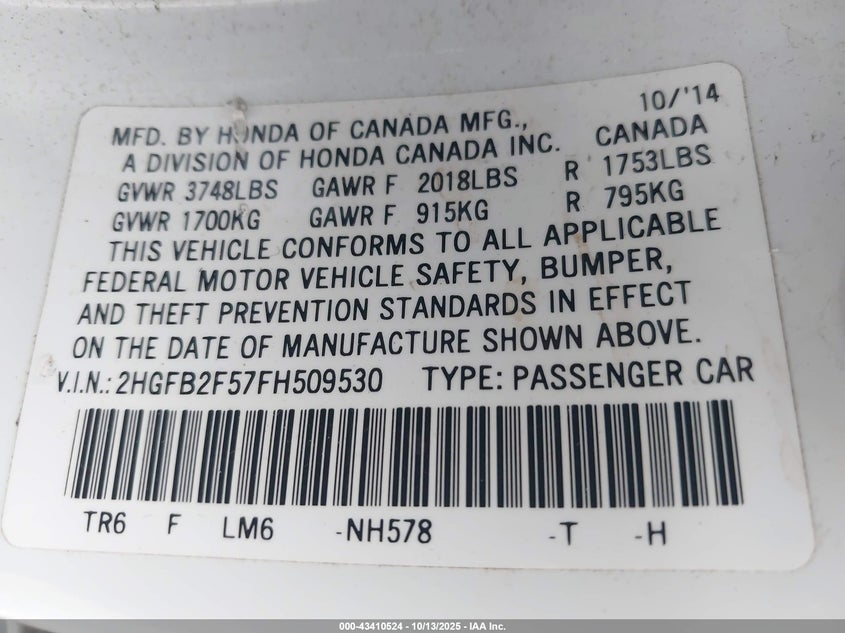 10/'14
MFD. BY HONDA OF CANADA MFG., CANADA
A DIVISION OF HONDA CANADA INC.
GVWR 3748LBS GAWR F 2018LBS R 1753LBS
GVWR 1700KG GAWR F 915KG R 795KG
THIS VEHICLE CONFORMS TO ALL APPLICABLE
FEDERAL MOTOR VEHICLE SAFETY, BUMPER,
AND THEFT PREVENTION STANDARDS IN EFFECT
ON THE DATE OF MANUFACTURE SHOWN ABOVE.
V.I.N.: 2HGFB2F57FH509530 TYPE: PASSENGER CAR
TR6 F LM6 -NH578 -T -H
000-43410524 | 10/13/2025 - IAA Inc.